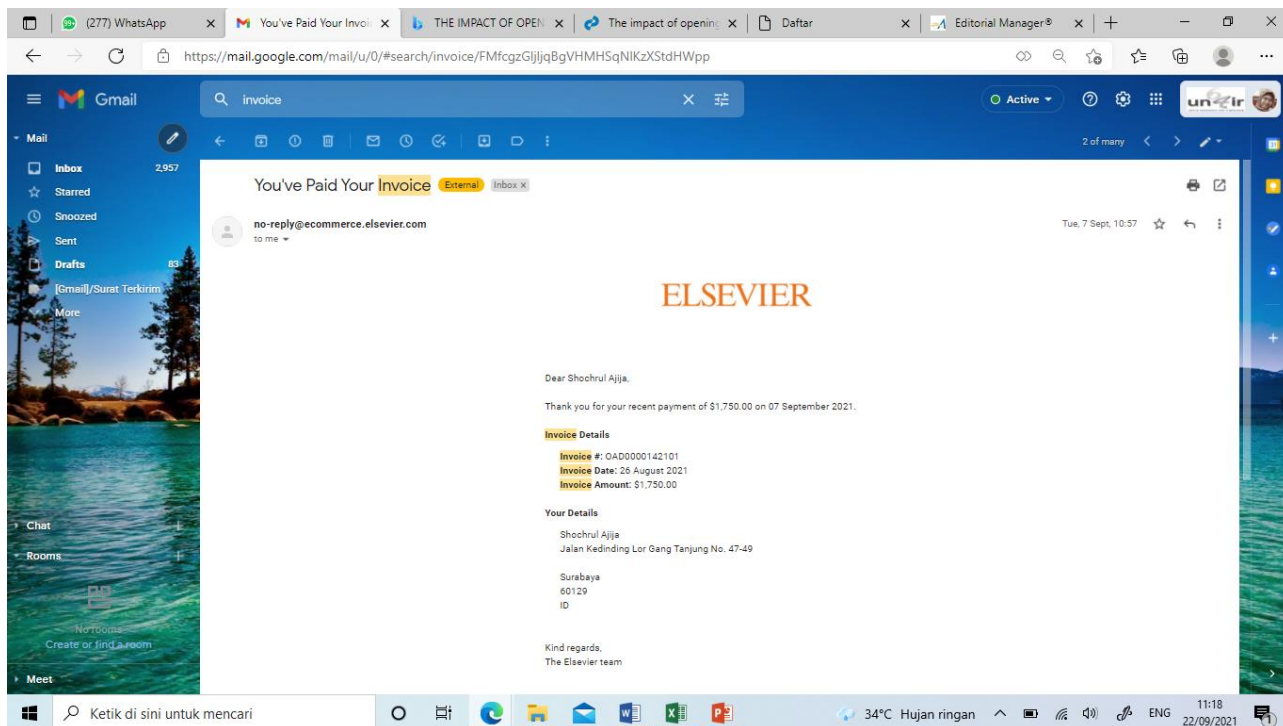 (277) WhatsApp
You've Paid Your Invoic
THE IMPACT OF OPEN
The impact of opening
Daftar
Editorial Manager®
https://mail.google.com/mail/u/0/#search/invoice/FMfcgzGljljqBgVHMHSqNlKzXStdHWpp
Gmail
invoice
Active
Mail
2 of many
Inbox 2,957
Starred
Snoozed
Sent
Drafts 83
[Gmail]/Surat Terkirim
More
You've Paid Your Invoice External Inbox x
no-reply@ecommerce.elsevier.com
Tue, 7 Sept, 10:57
to me
ELSEVIER
Dear Shochrul Ajija,
Thank you for your recent payment of $1,750.00 on 07 September 2021.
Invoice Details
Invoice #: OAD0000142101
Invoice Date: 26 August 2021
Invoice Amount: $1,750.00
Your Details
Shochrul Ajija
Jalan Kedinding Lor Gang Tanjung No. 47-49
Surabaya
60129
ID
Kind regards,
The Elsevier team
Chat
Rooms
No rooms
Create or find a room
Meet
Ketik di sini untuk mencari
34°C Hujan ringan
ENG
11:18
22/09/2021